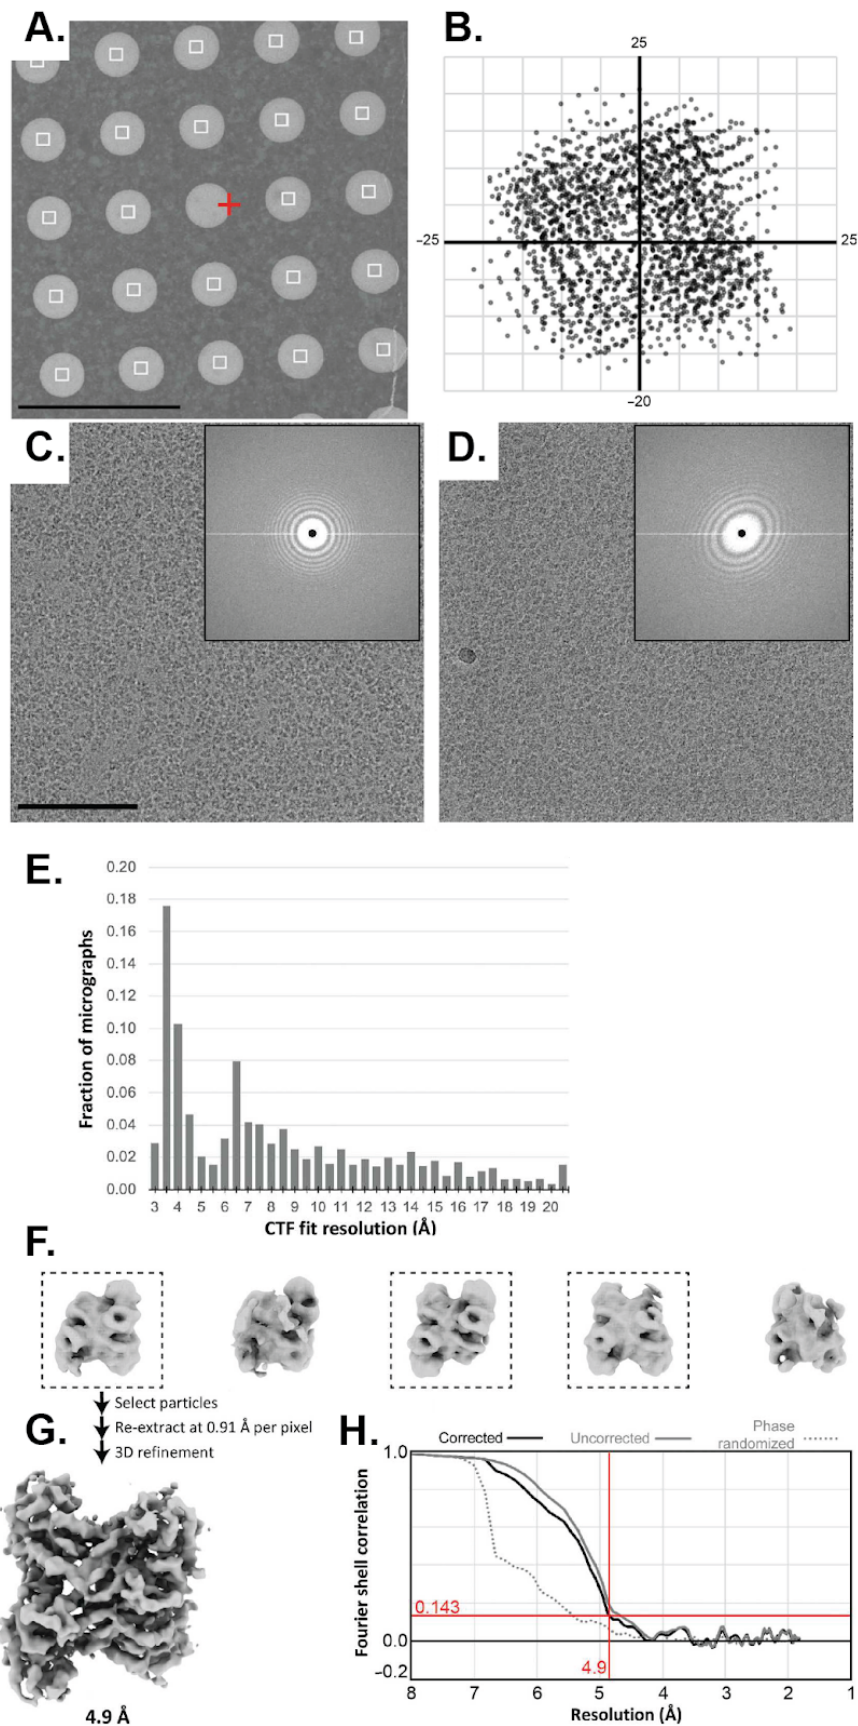 A.
B.
25
−25
25
−20
C.
D.
E.
Fraction of micrographs
0.20
0.18
0.16
0.14
0.12
0.10
0.08
0.06
0.04
0.02
0.00
3 4 5 6 7 8 9 10 11 12 13 14 15 16 17 18 19 20
CTF fit resolution (Å)
F.
Select particles
Re-extract at 0.91 Å per pixel
3D refinement
G.
4.9 Å
H.
Corrected
Uncorrected
Phase
randomized
Fourier shell correlation
1.0
0.143
0.0
−0.2
4.9
8 7 6 5 4 3 2 1
Resolution (Å)